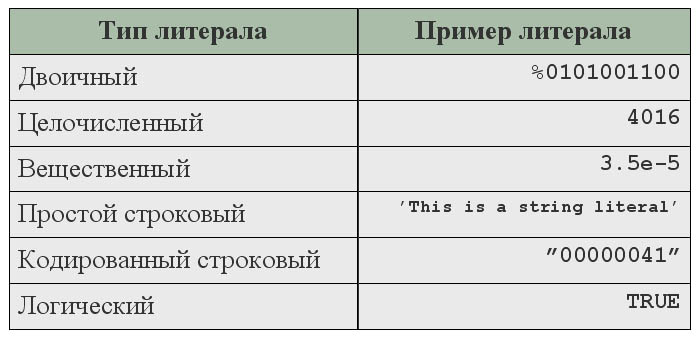 Тип литерала Пример литерала
Двоичный %0101001100
Целочисленный 4016
Вещественный 3.5e-5
Простой строковый ′This is a string literal′
Кодированный строковый ″00000041″
Логический TRUE